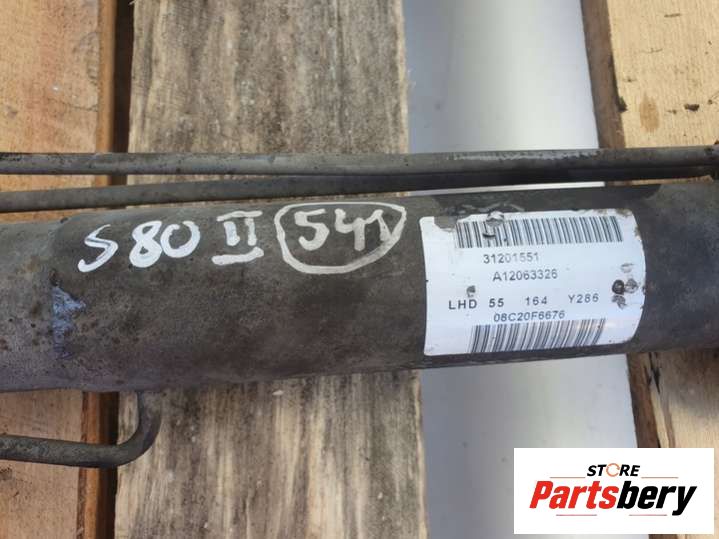 S80 II 541
31201551
A12063326
LHD 55 164 Y286
08C20F6676
STORE
Partsbery